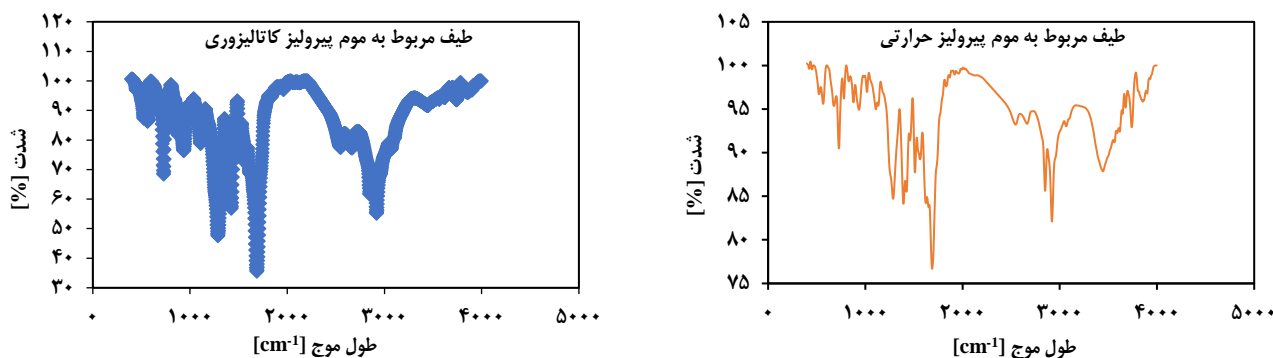 طیف مربوط به موم پیرولیز کاتالیزوری
شدت [%]
۱۲۰
۱۱۰
۱۰۰
۹۰
۸۰
۷۰
۶۰
۵۰
۴۰
۳۰
۰ ۱۰۰۰ ۲۰۰۰ ۳۰۰۰ ۴۰۰۰ ۵۰۰۰
طول موج [cm-1]
طیف مربوط به موم پیرولیز حرارتی
شدت [%]
۱۰۵
۱۰۰
۹۵
۹۰
۸۵
۸۰
۷۵
۰ ۱۰۰۰ ۲۰۰۰ ۳۰۰۰ ۴۰۰۰ ۵۰۰۰
طول موج [cm-1]